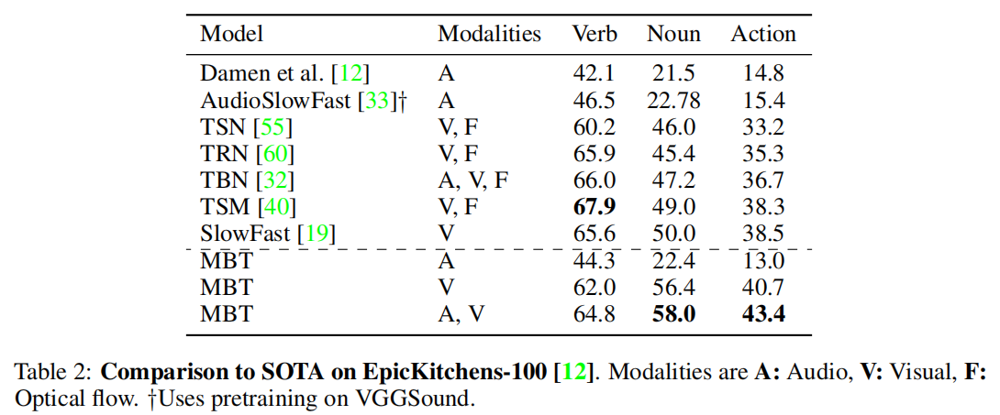 Model Modalities Verb Noun Action
Damen et al. [12] A 42.1 21.5 14.8
AudioSlowFast [33]† A 46.5 22.78 15.4
TSN [55] V, F 60.2 46.0 33.2
TRN [60] V, F 65.9 45.4 35.3
TBN [32] A, V, F 66.0 47.2 36.7
TSM [40] V, F 67.9 49.0 38.3
SlowFast [19] V 65.6 50.0 38.5
MBT A 44.3 22.4 13.0
MBT V 62.0 56.4 40.7
MBT A, V 64.8 58.0 43.4
Table 2: Comparison to SOTA on EpicKitchens-100 [12]. Modalities are A: Audio, V: Visual, F:
Optical flow. †Uses pretraining on VGGSound.